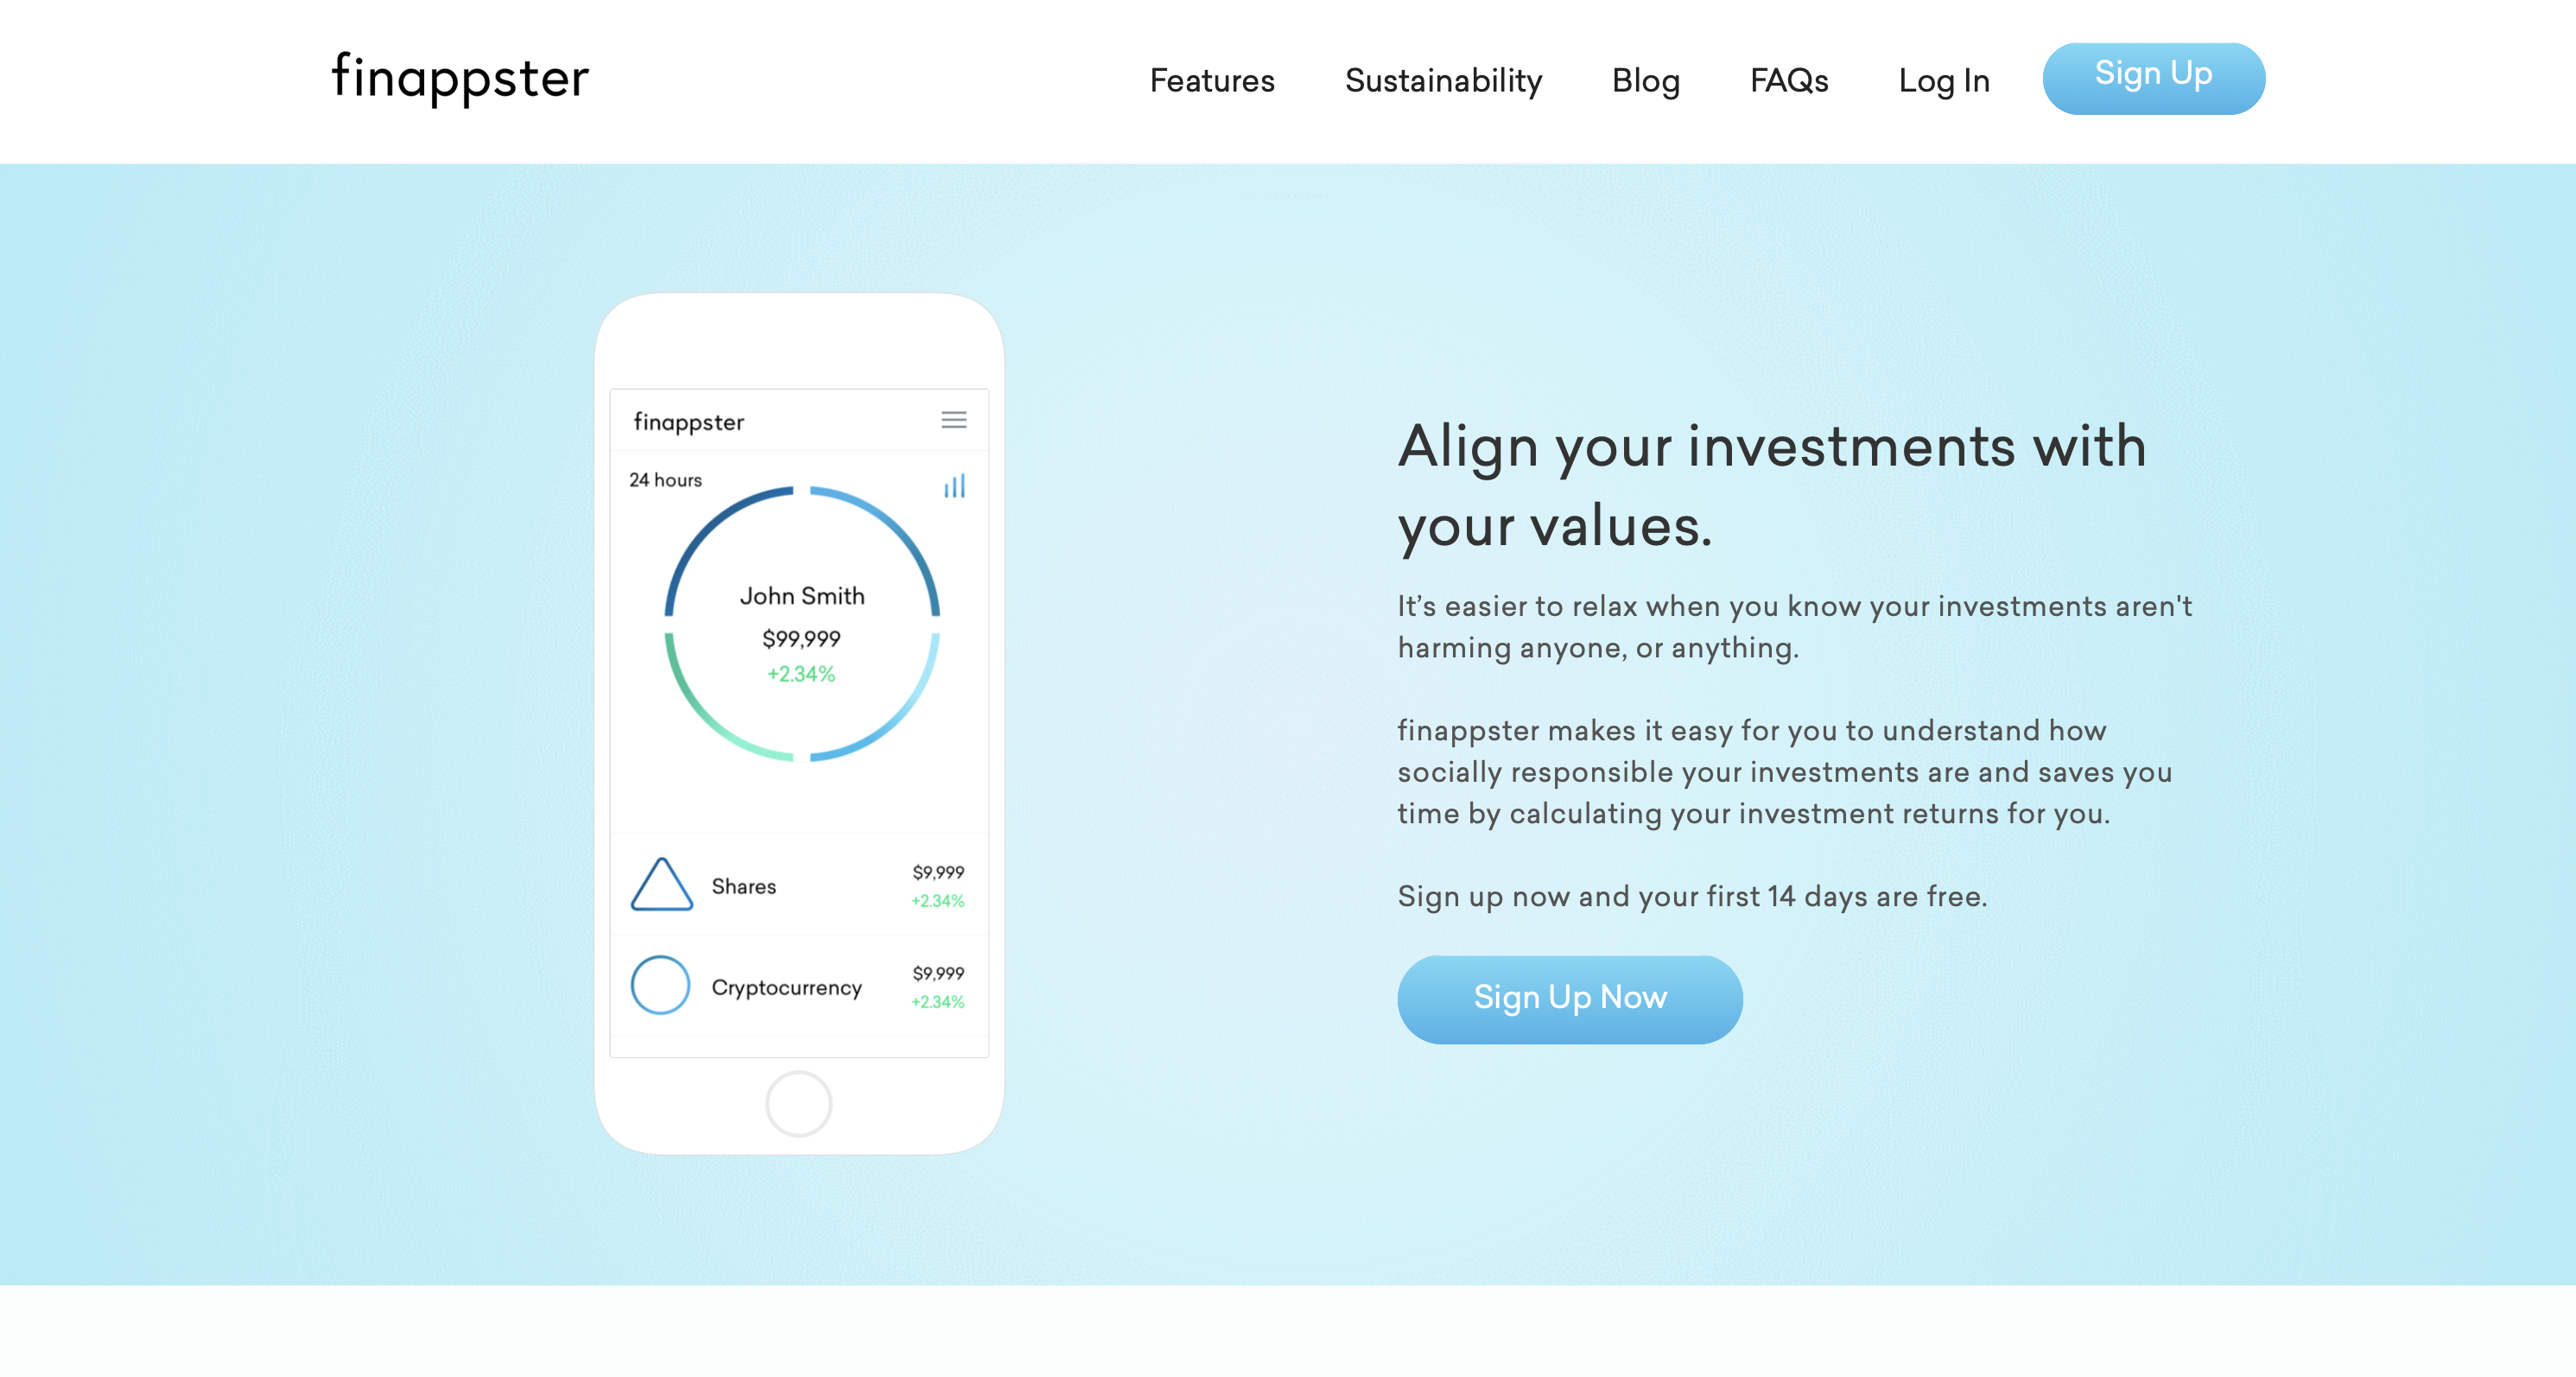 finappster
Features
Sustainability
Blog
FAQs
Log In
Sign Up
finappster
24 hours
John Smith
$99,999
+2.34%
Shares
$9,999
+2.34%
Cryptocurrency
$9,999
+2.34%
Align your investments with
your values.
It’s easier to relax when you know your investments aren't
harming anyone, or anything.
finappster makes it easy for you to understand how
socially responsible your investments are and saves you
time by calculating your investment returns for you.
Sign up now and your first 14 days are free.
Sign Up Now